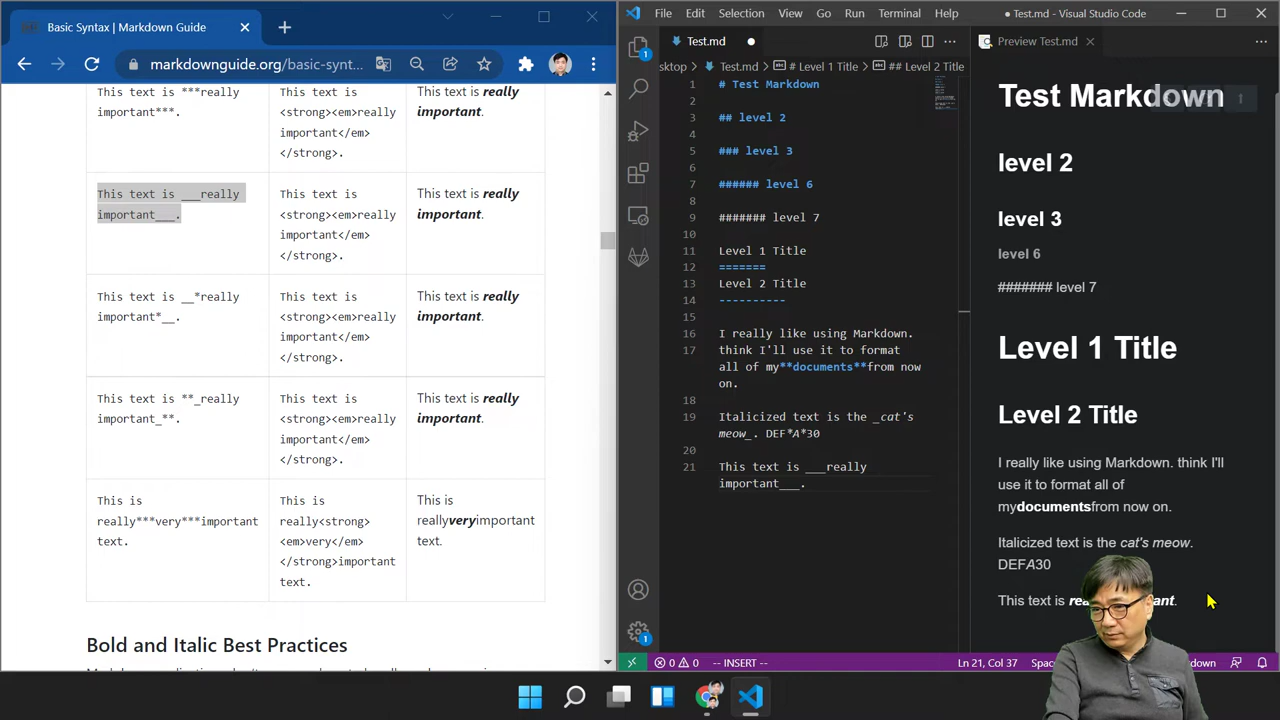 Basic Syntax | Markdown Guide
markdownguide.org/basic-synt
This text is ***really
important***.
This text is
<strong><em>really
important</em>
</strong>.
This text is really
important.
This text is ___really
important___.
This text is
<strong><em>really
important</em>
</strong>.
This text is really
important.
This text is __*really
important*__.
This text is
<strong><em>really
important</em>
</strong>.
This text is really
important.
This text is **_really
important_**.
This text is
<strong><em>really
important</em>
</strong>.
This text is really
important.
This is
really***very***important
text.
This is
really<strong>
<em>very</em>
</strong>important
text.
This is
reallyveryimportant
text.
Bold and Italic Best Practices
File Edit Selection View Go Run Terminal Help
● Test.md - Visual Studio Code
Test.md
sktop > Test.md > # Level 1 Title > ## Level 2 Title
1 # Test Markdown
2
3 ## level 2
4
5 ### level 3
6
7 ###### level 6
8
9 ####### level 7
10
11 Level 1 Title
12 =======
13 Level 2 Title
14 ----------
15
16 I really like using Markdown.
17 think I'll use it to format
all of my**documents**from now
on.
18
19 Italicized text is the _cat's
meow_. DEF*A*30
20
21 This text is ___really
important___.
Preview Test.md
Test Markdown
level 2
level 3
level 6
####### level 7
Level 1 Title
Level 2 Title
I really like using Markdown. think I'll
use it to format all of
mydocumentsfrom now on.
Italicized text is the cat's meow.
DEFA30
This text is
1
1
0 0
-- INSERT --
Ln 21, Col 37